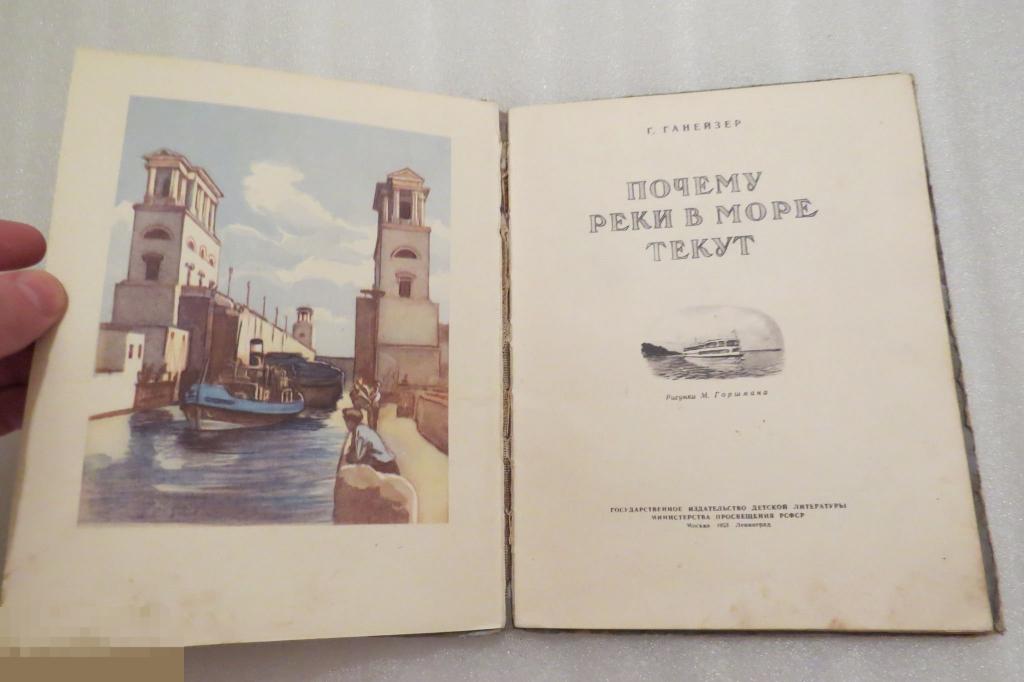 Г. ГАНЕЙЗЕР
ПОЧЕМУ
РЕКИ В МОРЕ
ТЕКУТ
Рисунки М. Горшмана
ГОСУДАРСТВЕННОЕ ИЗДАТЕЛЬСТВО ДЕТСКОЙ ЛИТЕРАТУРЫ
МИНИСТЕРСТВА ПРОСВЕЩЕНИЯ РСФСР
Москва Ленинград